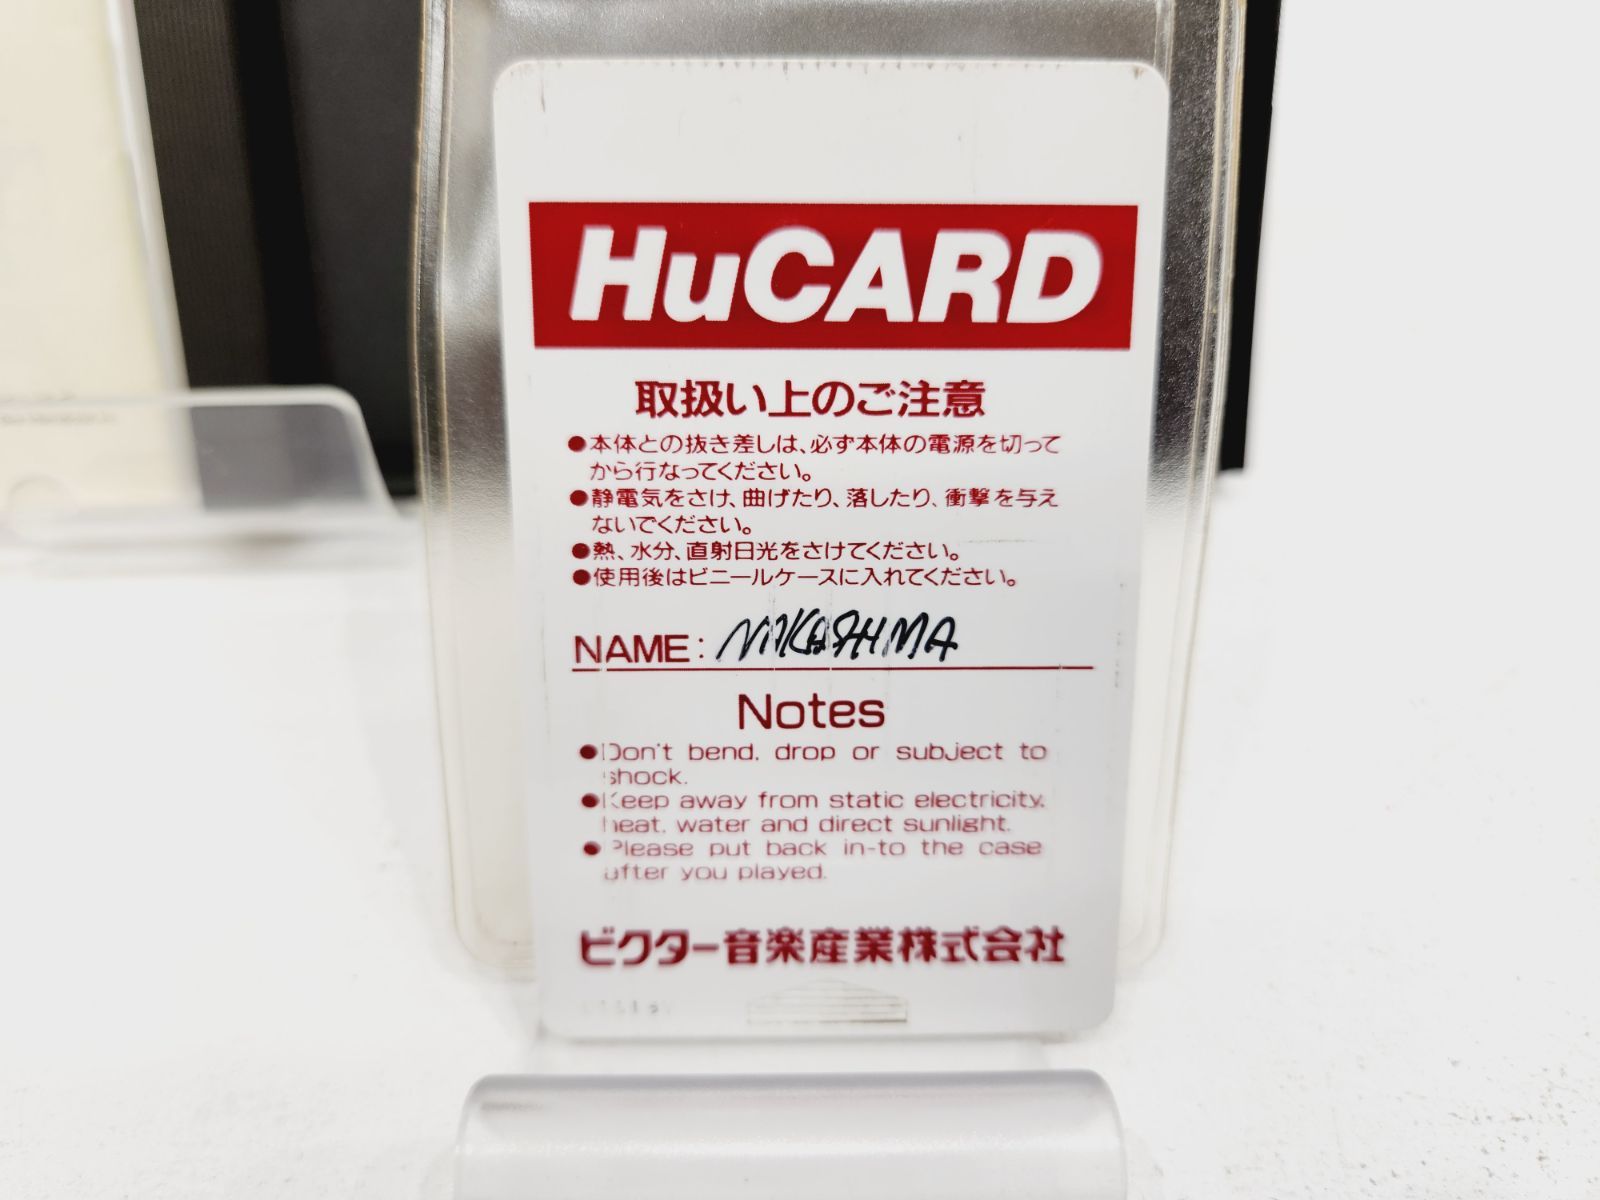 HuCARD
取扱い上のご注意
●本体との抜き差しは、必ず本体の電源を切って
から行なってください。
●静電気をさけ、曲げたり、落したり、衝撃を与え
ないでください。
●熱、水分、直射日光をさけてください。
●使用後はビニールケースに入れてください。
NAME: NAKASHIMA
Notes
●Don't bend, drop or subject to
shock.
●Keep away from static electricity,
heat, water and direct sunlight.
●Please put back in-to the case
after you played.
ビクター音楽産業株式会社